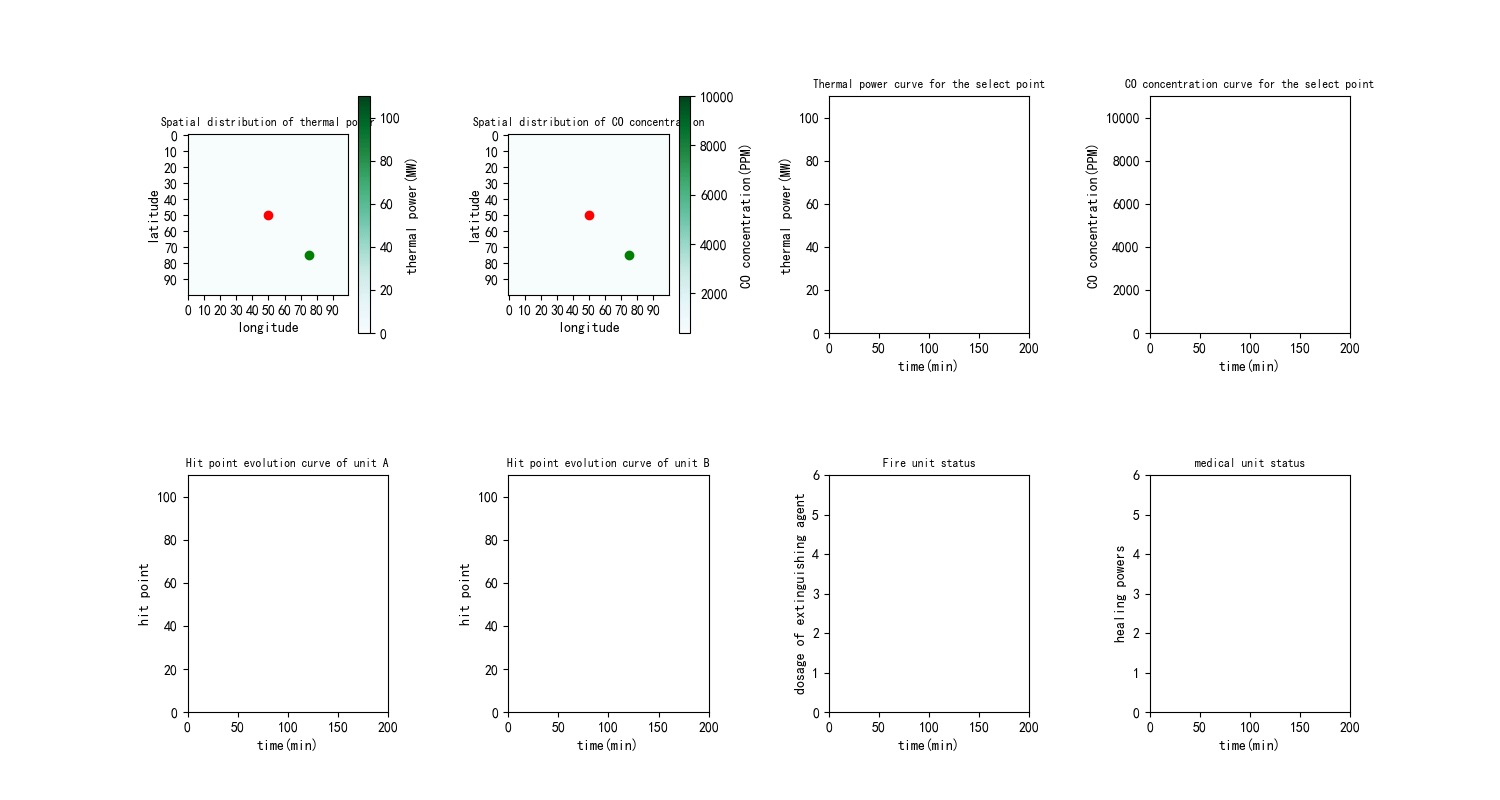 Spatial distribution of thermal power
0
10
20
30
40
50
60
70
80
90
latitude
0 10 20 30 40 50 60 70 80 90
longitude
100
80
60
40
20
0
thermal power(MW)
Spatial distribution of CO concentration
0
10
20
30
40
50
60
70
80
90
latitude
0 10 20 30 40 50 60 70 80 90
longitude
10000
8000
6000
4000
2000
CO concentration(PPM)
Thermal power curve for the select point
100
80
60
40
20
0
thermal power(MW)
0 50 100 150 200
time(min)
CO concentration curve for the select point
10000
8000
6000
4000
2000
0
CO concentration(PPM)
0 50 100 150 200
time(min)
Hit point evolution curve of unit A
100
80
60
40
20
0
hit point
0 50 100 150 200
time(min)
Hit point evolution curve of unit B
100
80
60
40
20
0
hit point
0 50 100 150 200
time(min)
Fire unit status
6
5
4
3
2
1
0
dosage of extinguishing agent
0 50 100 150 200
time(min)
medical unit status
6
5
4
3
2
1
0
healing powers
0 50 100 150 200
time(min)